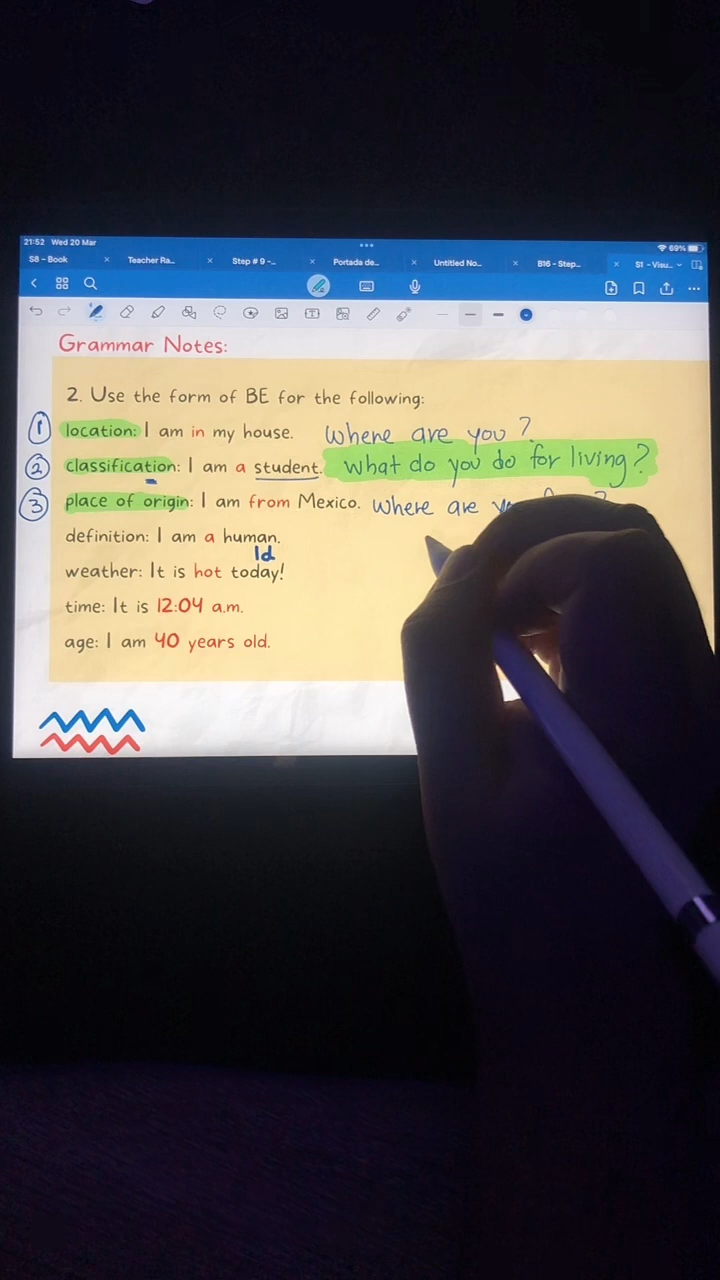 21:52 Wed 20 Mar
69%
S8 - Book
Teacher Ra...
Step # 9 -...
Portada de...
Untitled No...
B16 - Step...
S1 - Visu...
Grammar Notes:
2. Use the form of BE for the following:
1 location: I am in my house. Where are you?
2 classification: I am a student. What do you do for living?
3 place of origin: I am from Mexico. Where are
definition: I am a human.
Id
weather: It is hot today!
time: It is 12:04 a.m.
age: I am 40 years old.